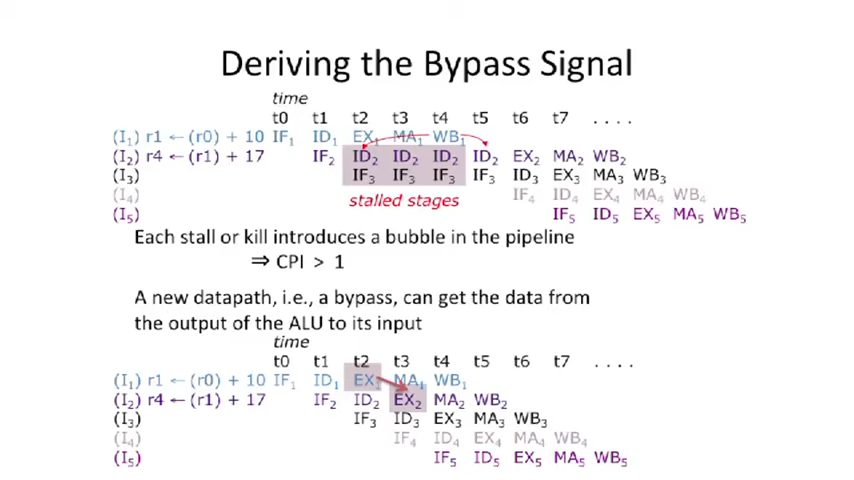 Deriving the Bypass Signal
time
t0 t1 t2 t3 t4 t5 t6 t7 . . . .
(I₁) r1 ← (r0) + 10 IF₁ ID₁ EX₁ MA₁ WB₁
(I₂) r4 ← (r1) + 17 IF₂ ID₂ ID₂ ID₂ ID₂ EX₂ MA₂ WB₂
(I₃) IF₃ IF₃ IF₃ IF₃ ID₃ EX₃ MA₃ WB₃
(I₄) stalled stages IF₄ ID₄ EX₄ MA₄ WB₄
(I₅) IF₅ ID₅ EX₅ MA₅ WB₅
Each stall or kill introduces a bubble in the pipeline
⇒ CPI > 1
A new datapath, i.e., a bypass, can get the data from
the output of the ALU to its input
time
t0 t1 t2 t3 t4 t5 t6 t7 . . . .
(I₁) r1 ← (r0) + 10 IF₁ ID₁ EX₁ MA₁ WB₁
(I₂) r4 ← (r1) + 17 IF₂ ID₂ EX₂ MA₂ WB₂
(I₃) IF₃ ID₃ EX₃ MA₃ WB₃
(I₄) IF₄ ID₄ EX₄ MA₄ WB₄
(I₅) IF₅ ID₅ EX₅ MA₅ WB₅